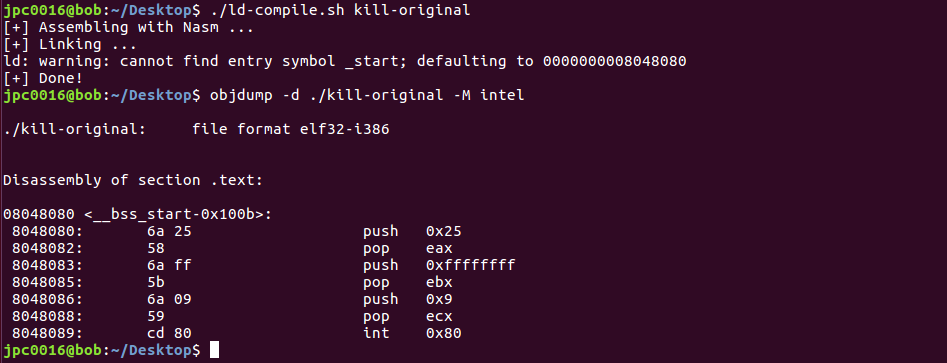 jpc0016@bob:~/Desktop$ ./ld-compile.sh kill-original
[+] Assembling with Nasm ...
[+] Linking ...
ld: warning: cannot find entry symbol _start; defaulting to 0000000008048080
[+] Done!
jpc0016@bob:~/Desktop$ objdump -d ./kill-original -M intel
./kill-original:     file format elf32-i386
Disassembly of section .text:
08048080 <__bss_start-0x100b>:
 8048080:       6a 25                   push   0x25
 8048082:       58                      pop    eax
 8048083:       6a ff                   push   0xffffffff
 8048085:       5b                      pop    ebx
 8048086:       6a 09                   push   0x9
 8048088:       59                      pop    ecx
 8048089:       cd 80                   int    0x80
jpc0016@bob:~/Desktop$